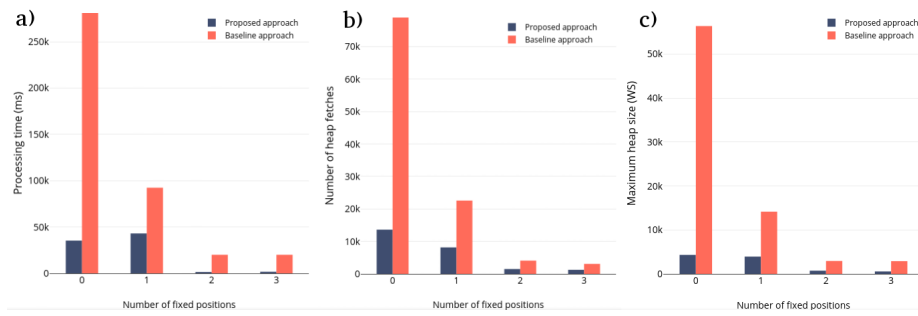 a)
Proposed approach
Baseline approach
Processing time (ms)
250k
200k
150k
100k
50k
0
0 1 2 3
Number of fixed positions
b)
Proposed approach
Baseline approach
Number of heap fetches
70k
60k
50k
40k
30k
20k
10k
0
0 1 2 3
Number of fixed positions
c)
Proposed approach
Baseline approach
Maximum heap size (WS)
50k
40k
30k
20k
10k
0
0 1 2 3
Number of fixed positions